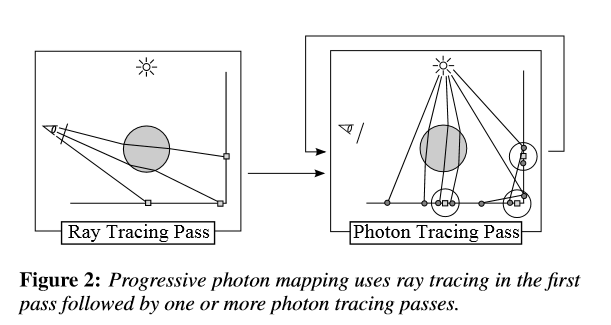 Ray Tracing Pass
Photon Tracing Pass
Figure 2: Progressive photon mapping uses ray tracing in the first
pass followed by one or more photon tracing passes.